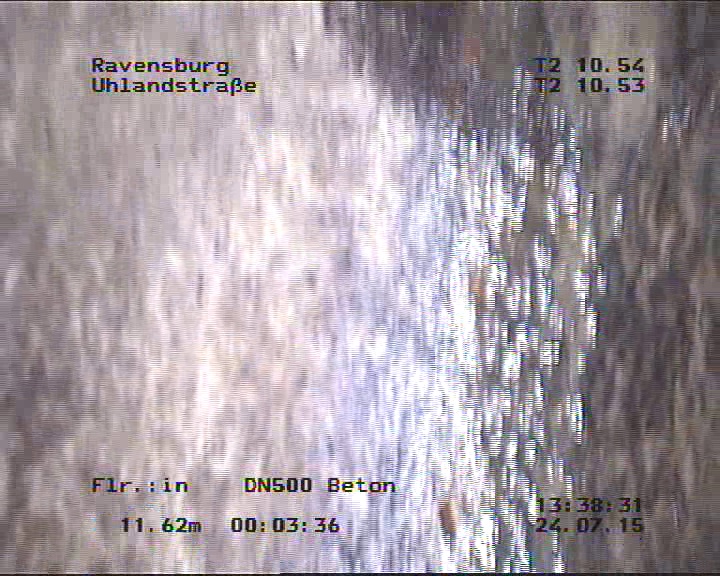 Ravensburg T2 10.54
Uhlandstraße T2 10.53
Flr.:in DN500 Beton
13:38:31
11.62m 00:03:36 24.07.15